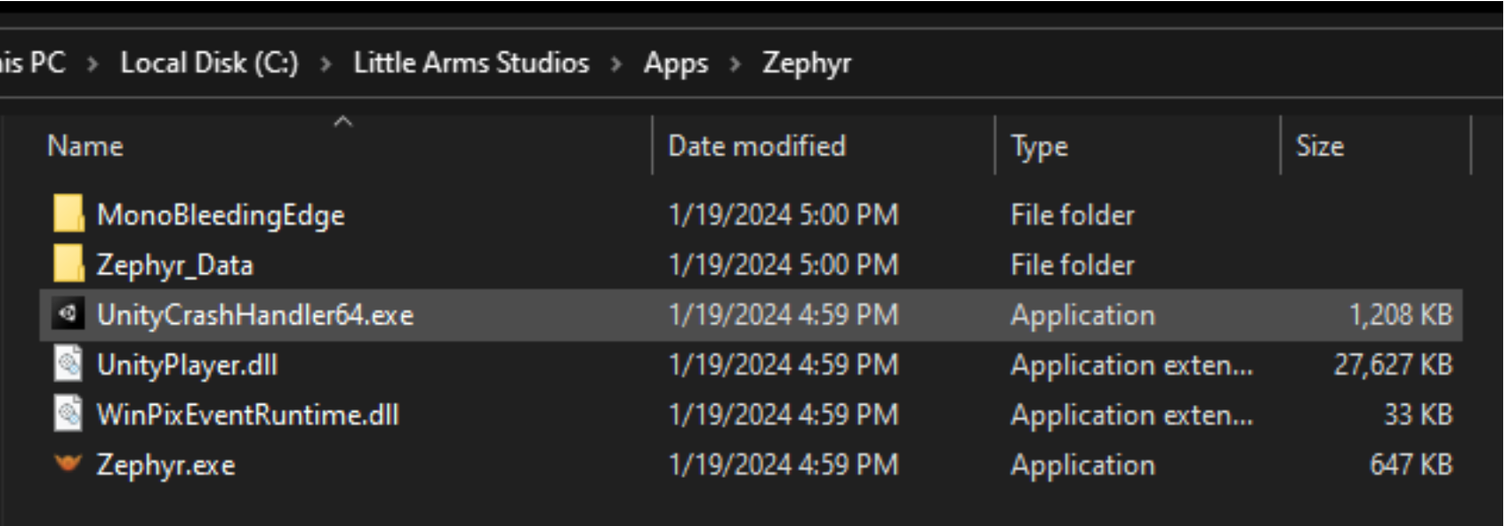 his PC > Local Disk (C:) > Little Arms Studios > Apps > Zephyr
Name Date modified Type Size
MonoBleedingEdge 1/19/2024 5:00 PM File folder
Zephyr_Data 1/19/2024 5:00 PM File folder
UnityCrashHandler64.exe 1/19/2024 4:59 PM Application 1,208 KB
UnityPlayer.dll 1/19/2024 4:59 PM Application exten... 27,627 KB
WinPixEventRuntime.dll 1/19/2024 4:59 PM Application exten... 33 KB
Zephyr.exe 1/19/2024 4:59 PM Application 647 KB